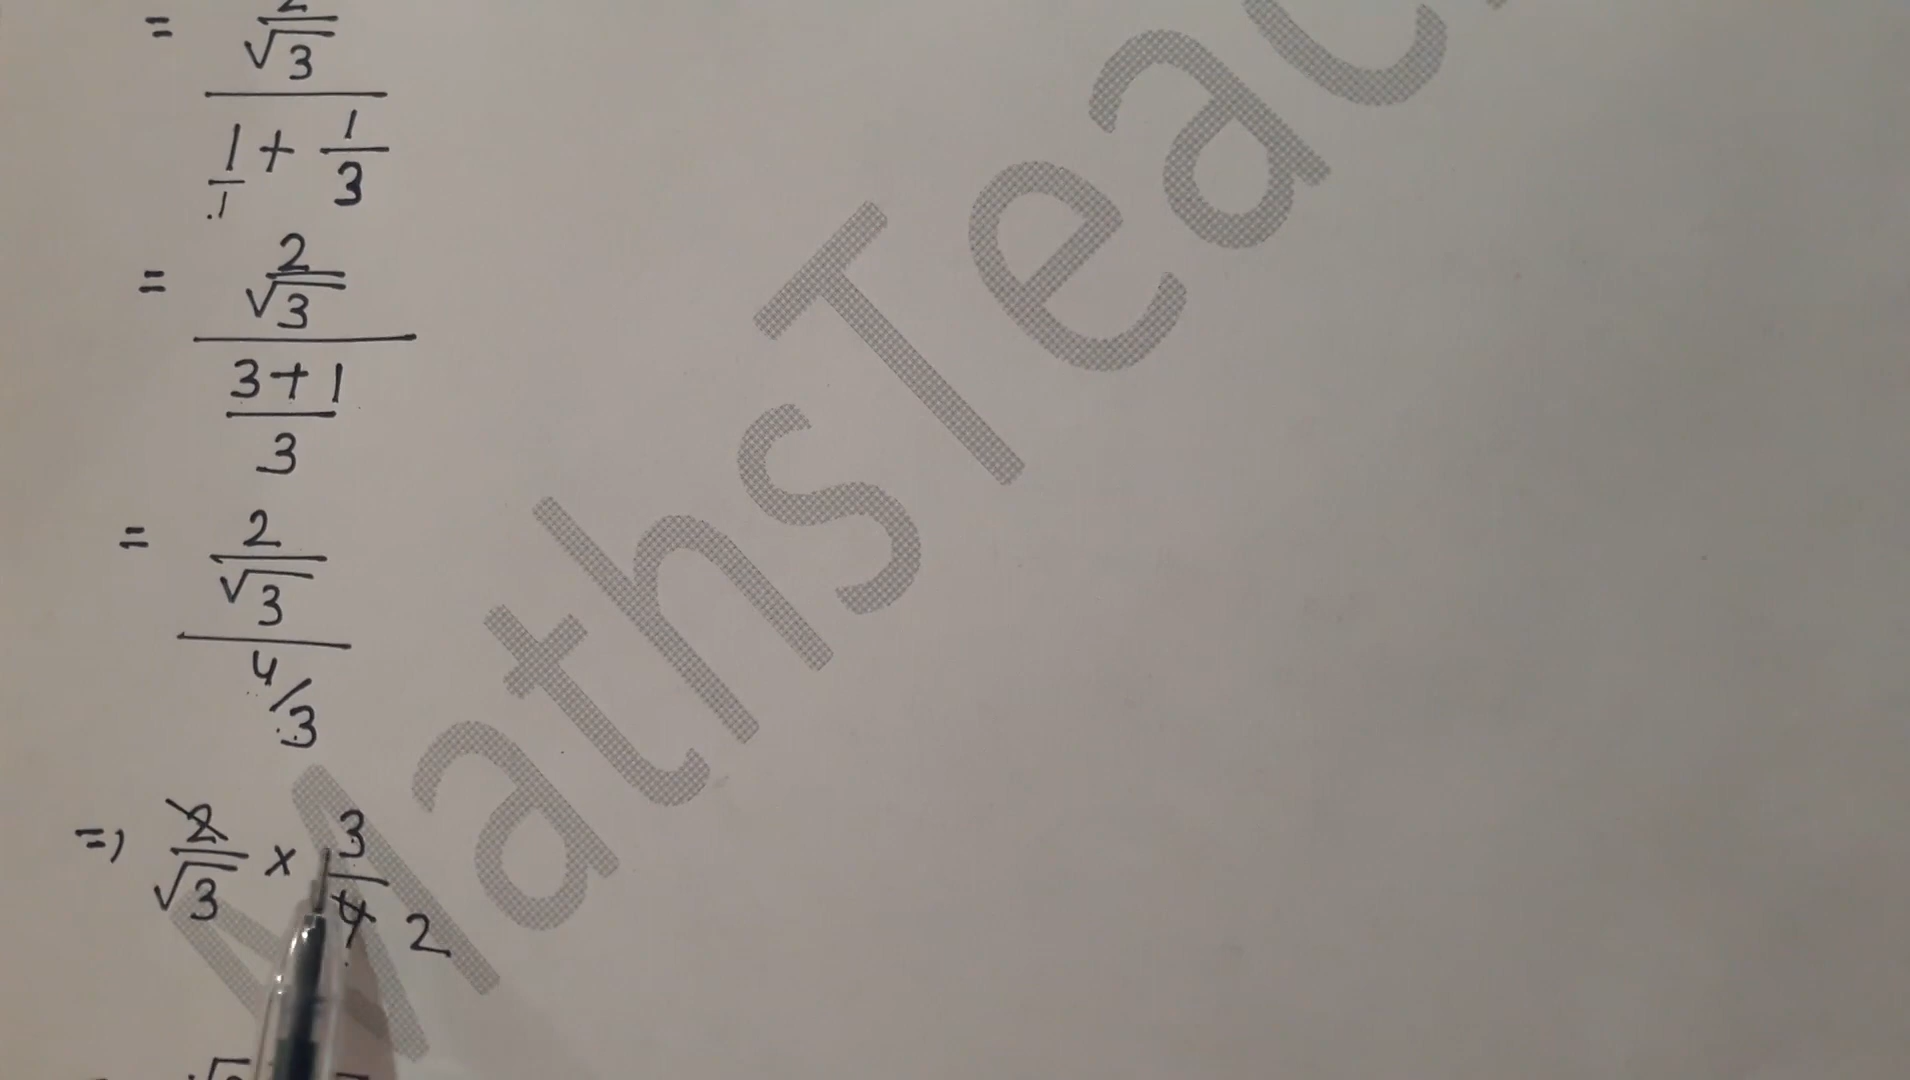 = 2/√3
1/1 + 1/3
= 2/√3
3+1
3
= 2
√3
4/3
=) 2/√3 × 3/4 2
MathsTeac